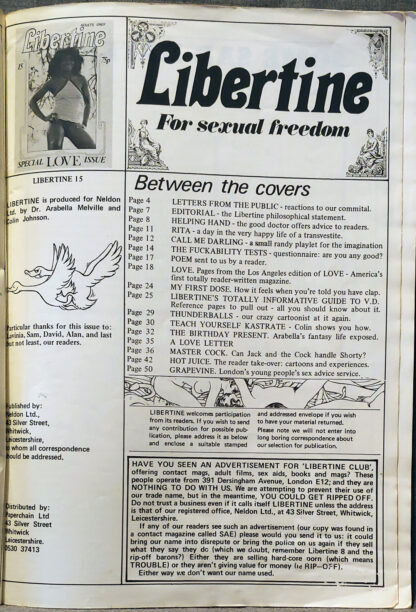 ADULTS ONLY
Libertine
15
SPECIAL LOVE ISSUE
LIBERTINE 15
LIBERTINE is produced for Neldon
Ltd. by Dr. Arabella Melville and
Colin Johnson.
Particular thanks for this issue to:
Lavinia, Sam, David, Alan, and last
but not least, our readers.
Published by:
Neldon Ltd.,
43 Silver Street,
Whitwick,
Leicestershire,
to whom all correspondence
should be addressed.
Distributed by:
Paperchain Ltd
43 Silver Street
Whitwick,
Leicestershire.
0530 37413
Libertine
For sexual freedom
Between the covers
Page 4 LETTERS FROM THE PUBLIC - reactions to our committal.
Page 7 EDITORIAL - the Libertine philosophical statement.
Page 8 HELPING HAND - the good doctor offers advice to readers.
Page 11 RITA - a day in the very happy life of a transvestite.
Page 12 CALL ME DARLING - a small randy playlet for the imagination
Page 14 THE FUCKABILITY TESTS - questionnaire: are you any good?
Page 17 POEM sent to us by a reader.
Page 18 LOVE. Pages from the Los Angeles edition of LOVE - America's
first totally reader-written magazine.
Page 24 MY FIRST DOSE. How it feels when you're told you have clap.
Page 25 LIBERTINE'S TOTALLY INFORMATIVE GUIDE TO V.D.
Reference pages to pull out - all you should know about it.
Page 29 THUNDERBALLS - our crazy cartoonist at it again.
Page 30 TEACH YOURSELF KASTRATE - Colin shows you how.
Page 32 THE BIRTHDAY PRESENT. Arabella's fantasy life exposed.
Page 35 A LOVE LETTER
Page 36 MASTER COCK. Can Jack and the Cock handle Shorty?
Page 42 HOT JUICE. The reader take-over: cartoons and experiences.
Page 50 GRAPEVINE. London's young people's sex advice service.
LIBERTINE welcomes participation
from its readers. If you wish to send
any contribution for possible pub-
lication, please address it as below
and enclose a suitable stamped
and addressed envelope if you wish
to have your material returned.
Please note we will not enter into
long boring correspondence about
our selection for publication.
HAVE YOU SEEN AN ADVERTISEMENT FOR 'LIBERTINE CLUB',
offering contact mags, adult films, sex aids, books and mags? These
people operate from 391 Dersingham Avenue, London E12; and they are
NOTHING TO DO WITH US. We are attempting to prevent their use of
our trade name, but in the meantime, YOU COULD GET RIPPED OFF.
Do not trust a business even if it calls itself LIBERTINE unless the address
is that of our registered office, Neldon Ltd., at 43 Silver Street, Whitwick,
Leicestershire.
If any of our readers see such an advertisement (our copy was found in
a contact magazine called SAE) please would you send it to us: it could
bring our name into disrepute or bring the police on us again if they sell
what they say they do (which we doubt, remember Libertine 8 and the
rip-off barons?) Either they are selling hard-core porn (which means
TROUBLE) or they aren't giving value for money (re RIP-OFF).
Either way we don't want our name used.